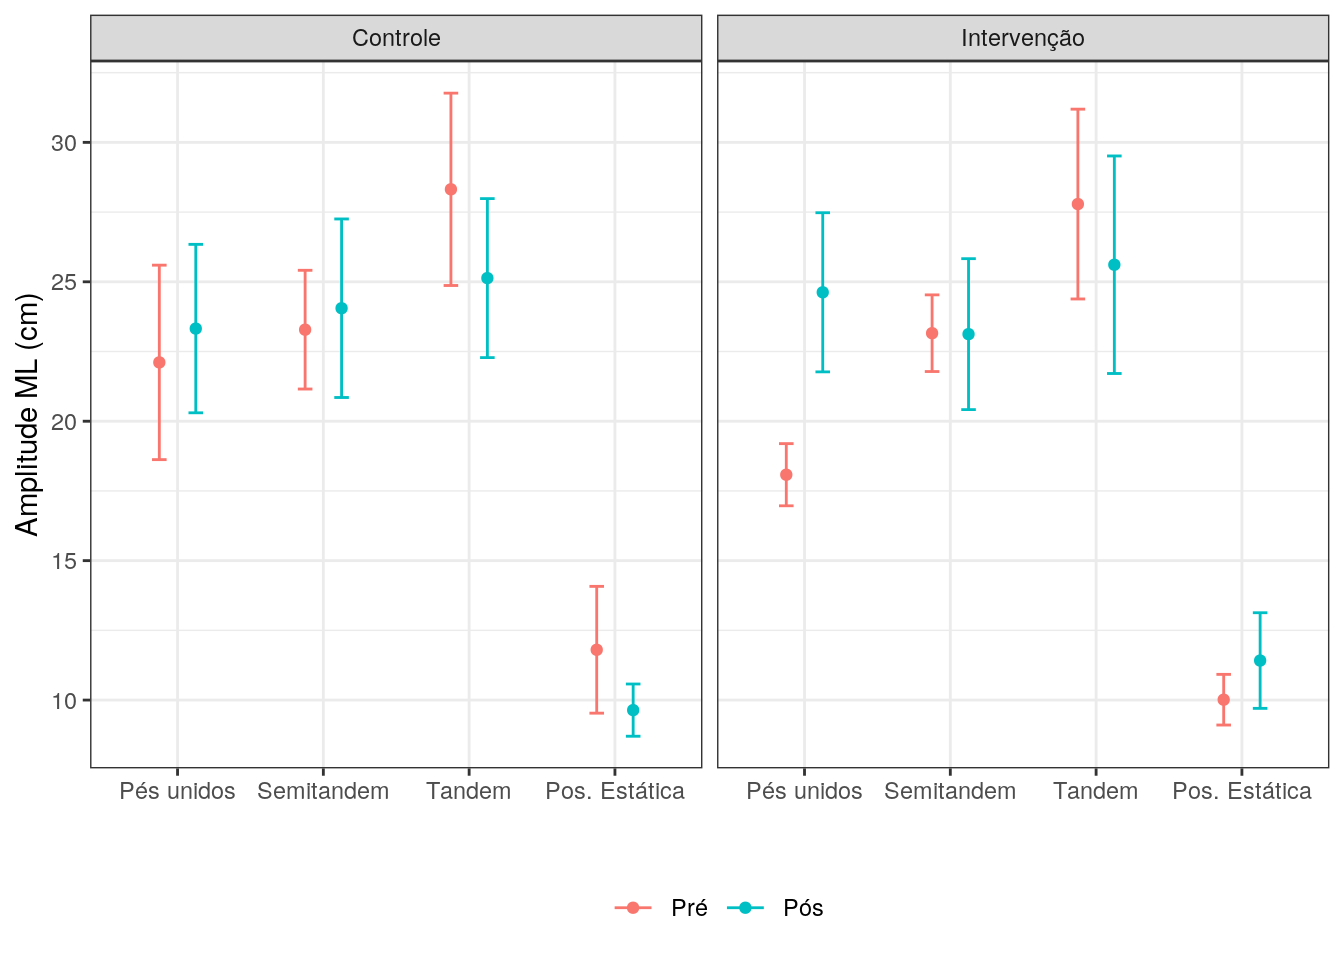 Controle
Intervenção
Amplitude ML (cm)
30
25
20
15
10
Pés unidos Semitandem Tandem Pos. Estática
Pés unidos Semitandem Tandem Pos. Estática
Pré Pós